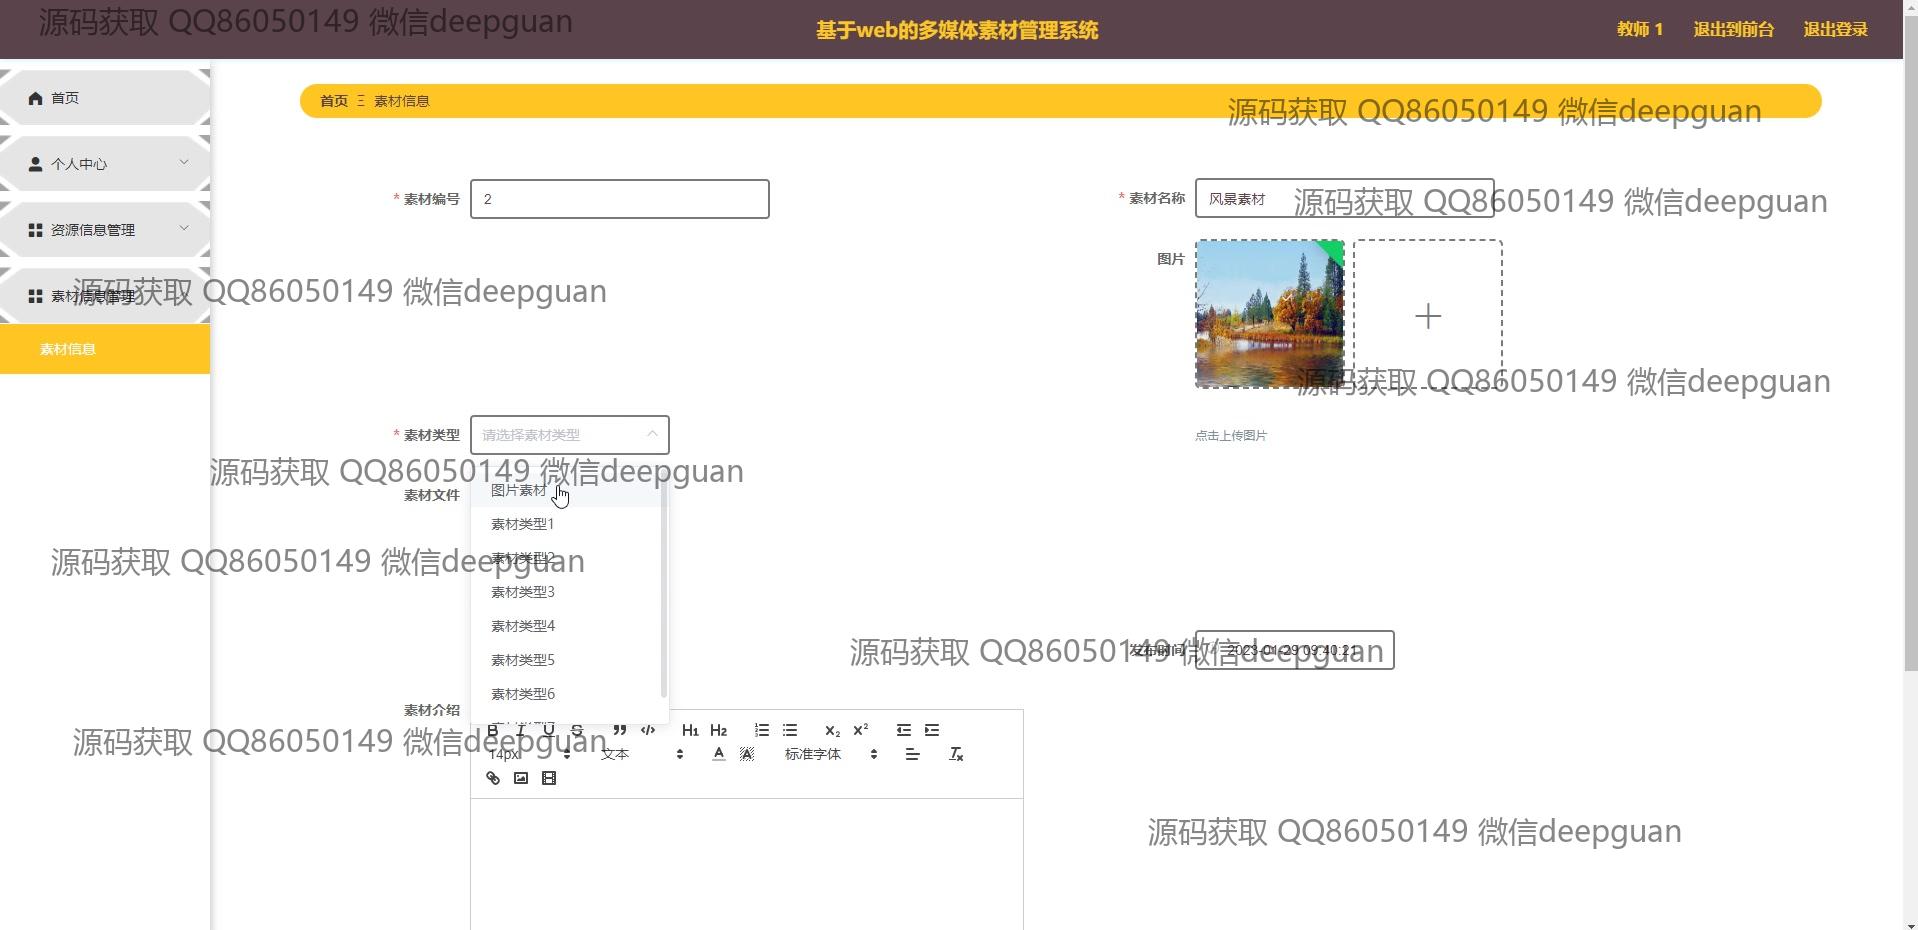 源码获取 QQ86050149 微信deepguan
基于web的多媒体素材管理系统
教师 1
退出到前台
退出登录
首页
首页 Ξ 素材信息
源码获取 QQ86050149 微信deepguan
个人中心
* 素材编号
2
* 素材名称
风景素材
源码获取 QQ86050149 微信deepguan
资源信息管理
图片
素材信息管理
源码获取 QQ86050149 微信deepguan
素材信息
源码获取 QQ86050149 微信deepguan
* 素材类型
请选择素材类型
点击上传图片
源码获取 QQ86050149 微信deepguan
素材文件
图片素材
素材类型1
素材类型2
源码获取 QQ86050149 微信deepguan
素材类型3
素材类型4
素材类型5
素材类型6
源码获取 QQ86050149 微信deepguan
发布时间
2023-01-29 09:40:21
素材介绍
B I U S ” </> H1 H2 X2 X2
源码获取 QQ86050149 微信deepguan
14px
文本
A A
标准字体
Tx
源码获取 QQ86050149 微信deepguan